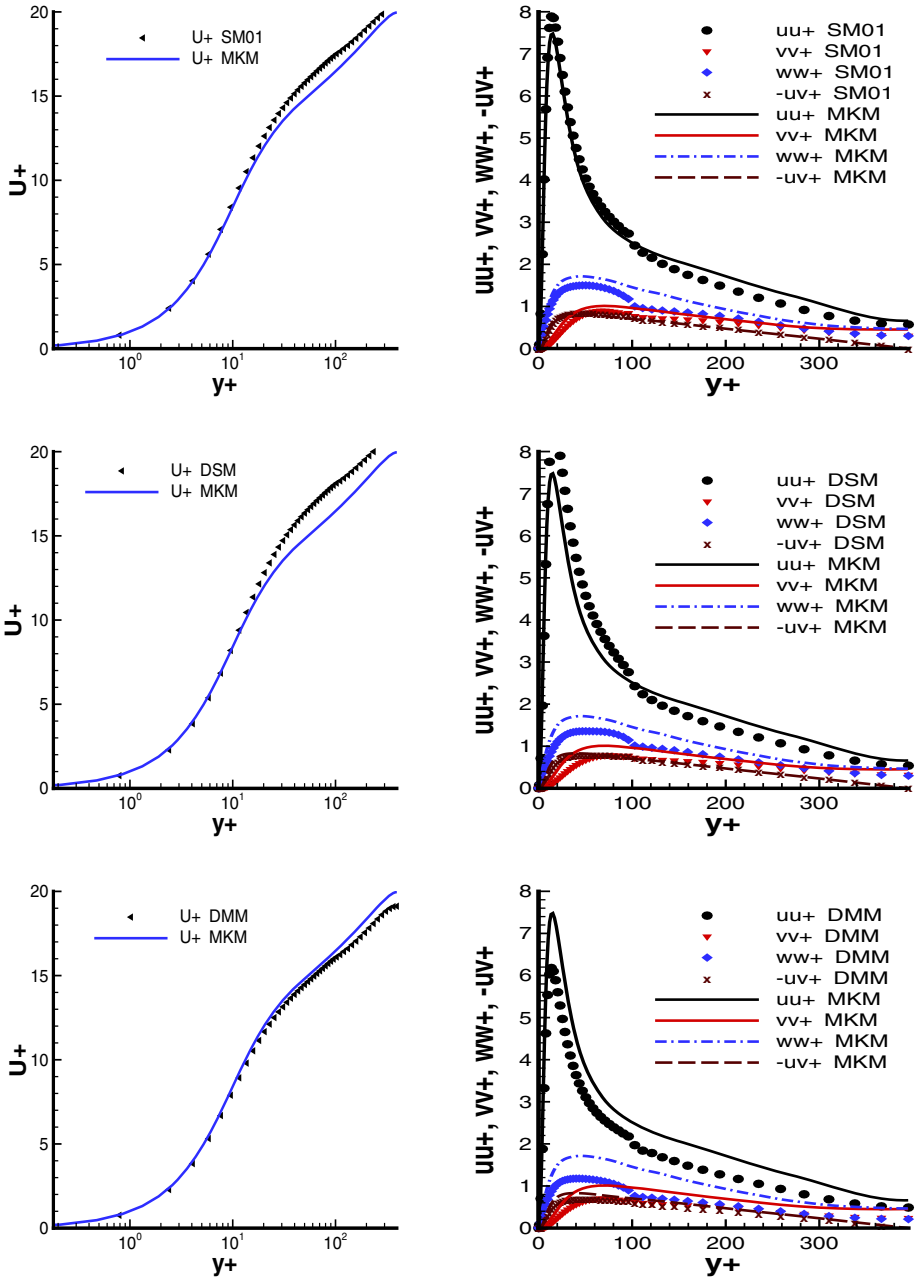 20
15
10
5
0
U+
10^0
10^1
10^2
y+
U+ SM01
U+ MKM
8
7
6
5
4
3
2
1
0
uu+, vv+, ww+, -uv+
0
100
200
300
y+
uu+ SM01
vv+ SM01
ww+ SM01
-uv+ SM01
uu+ MKM
vv+ MKM
ww+ MKM
-uv+ MKM
20
15
10
5
0
U+
10^0
10^1
10^2
y+
U+ DSM
U+ MKM
8
7
6
5
4
3
2
1
0
uu+, vv+, ww+, -uv+
0
100
200
300
y+
uu+ DSM
vv+ DSM
ww+ DSM
-uv+ DSM
uu+ MKM
vv+ MKM
ww+ MKM
-uv+ MKM
20
15
10
5
0
U+
10^0
10^1
10^2
y+
U+ DMM
U+ MKM
8
7
6
5
4
3
2
1
0
uu+, vv+, ww+, -uv+
0
100
200
300
y+
uu+ DMM
vv+ DMM
ww+ DMM
-uv+ DMM
uu+ MKM
vv+ MKM
ww+ MKM
-uv+ MKM